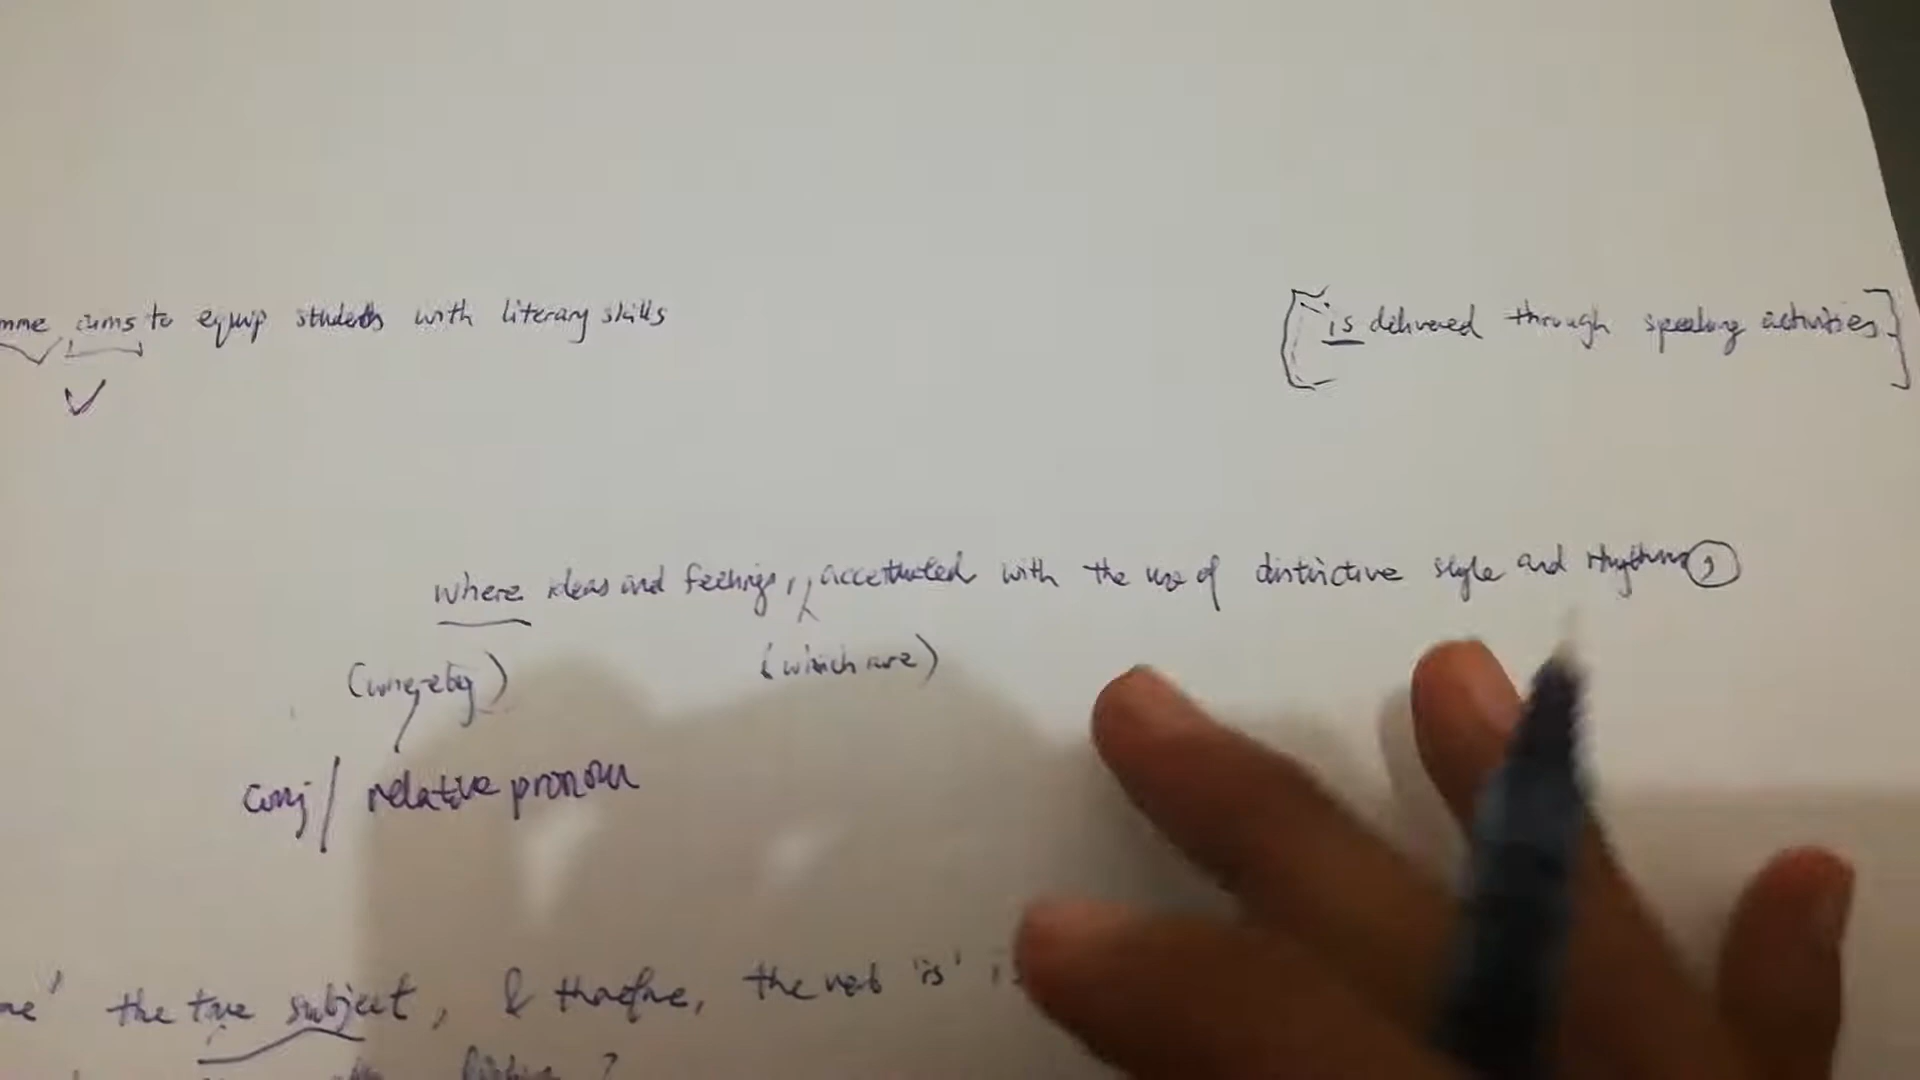 mme aims to equip students with literary skills [is delivered through speaking activities]
where ideas and feelings, accentuated with the use of distinctive style and rhythm,
(which are)
conj/ relative pronoun
me' the true subject, & therefore, the verb 'is'
?